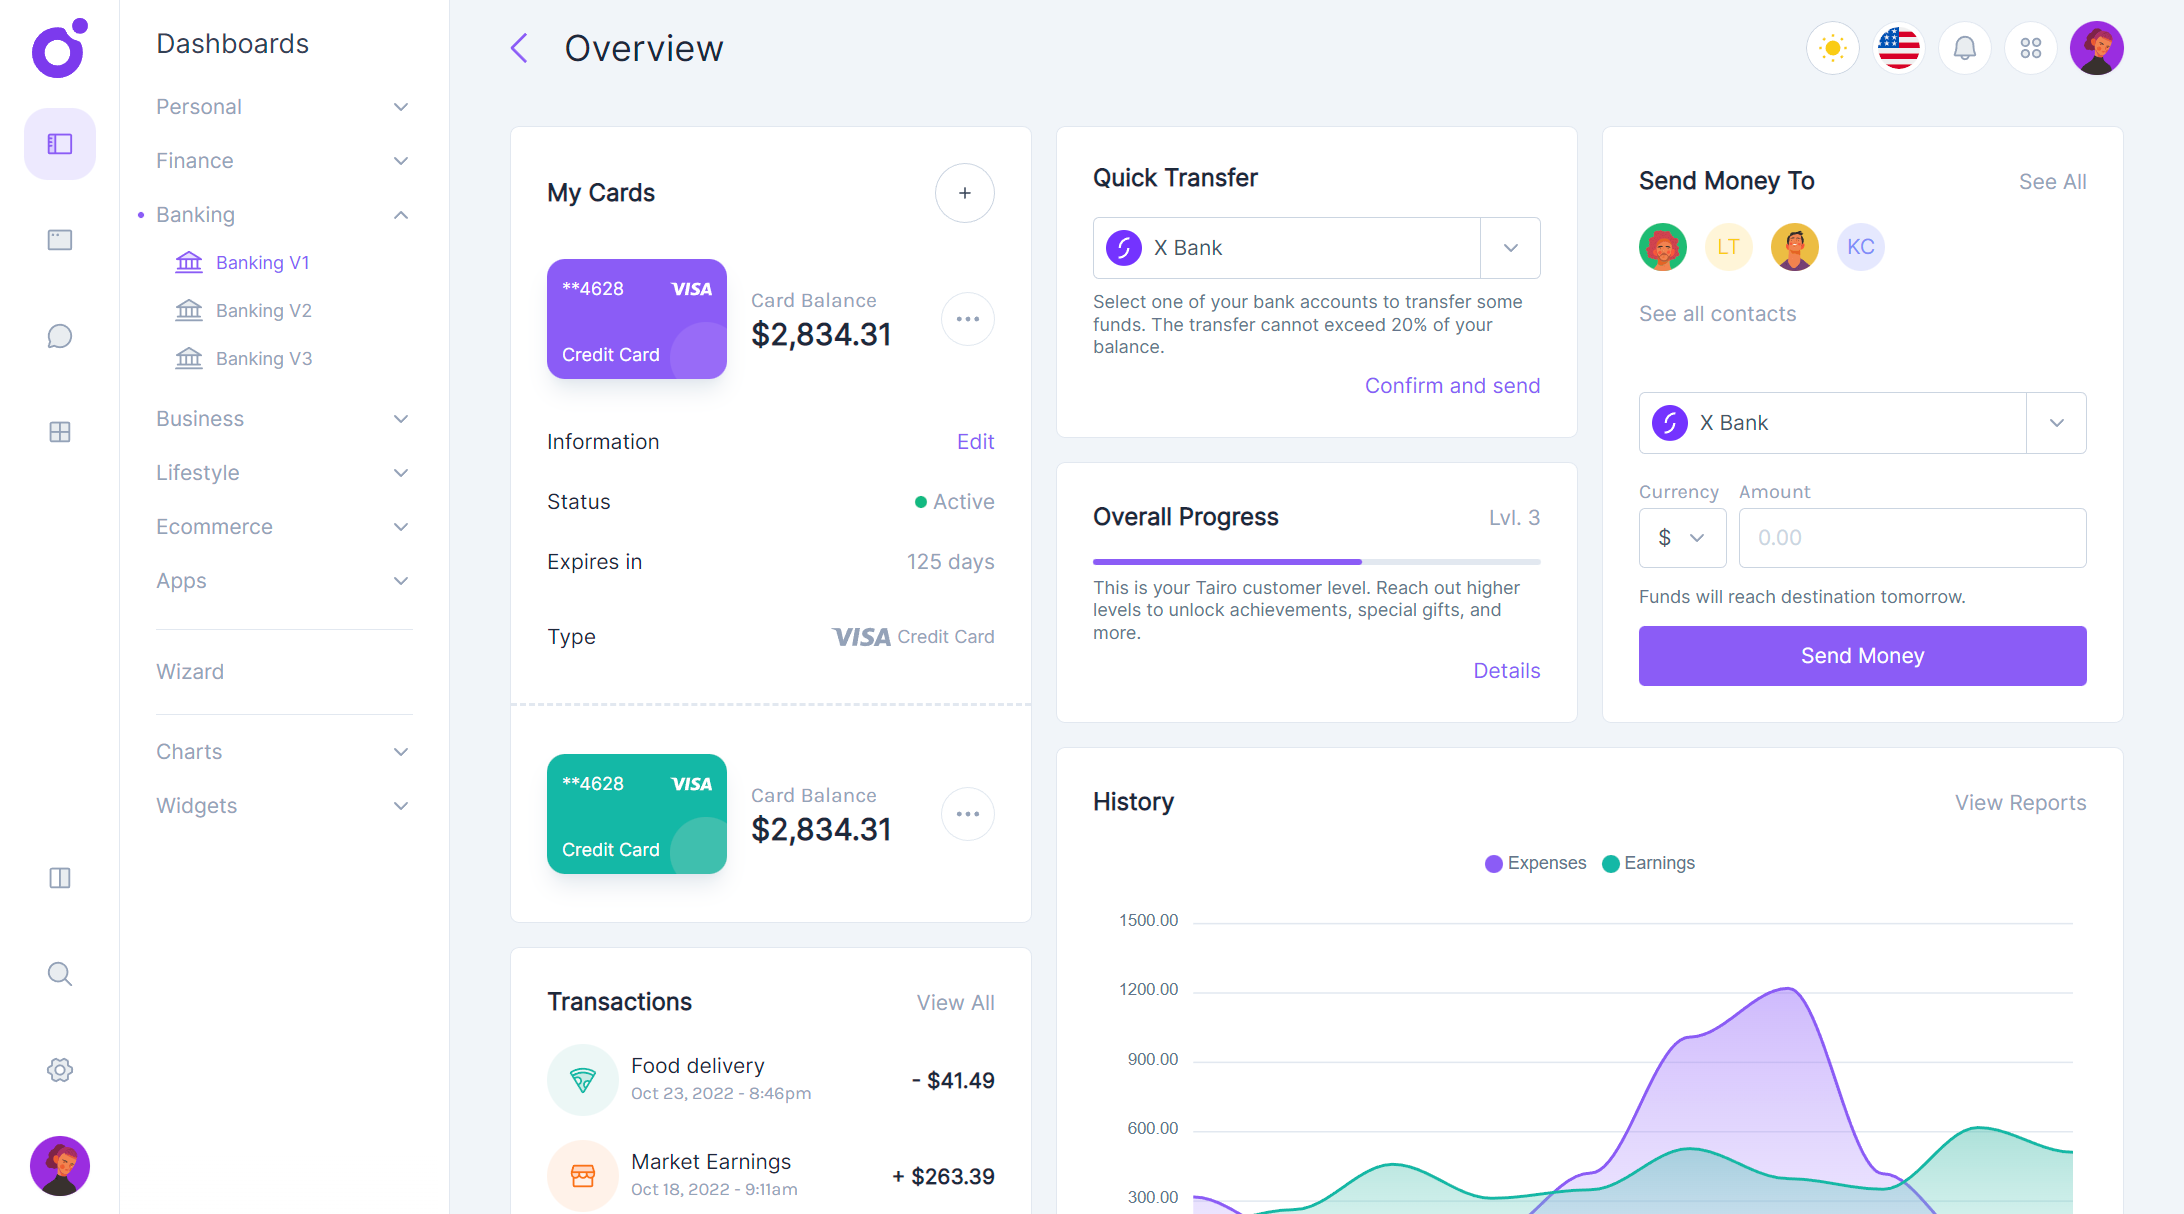 Dashboards
Personal
Finance
Banking
Banking V1
Banking V2
Banking V3
Business
Lifestyle
Ecommerce
Apps
Wizard
Charts
Widgets
Overview
My Cards
+
**4628 VISA
Credit Card
Card Balance
$2,834.31
Information Edit
Status Active
Expires in 125 days
Type VISA Credit Card
**4628 VISA
Credit Card
Card Balance
$2,834.31
Transactions View All
Food delivery
Oct 23, 2022 - 8:46pm
- $41.49
Market Earnings
Oct 18, 2022 - 9:11am
+ $263.39
Quick Transfer
X Bank
Select one of your bank accounts to transfer some
funds. The transfer cannot exceed 20% of your
balance.
Confirm and send
Overall Progress Lvl. 3
This is your Tairo customer level. Reach out higher
levels to unlock achievements, special gifts, and
more.
Details
Send Money To See All
LT
KC
See all contacts
X Bank
Currency Amount
$ 0.00
Funds will reach destination tomorrow.
Send Money
History View Reports
Expenses Earnings
1500.00
1200.00
900.00
600.00
300.00